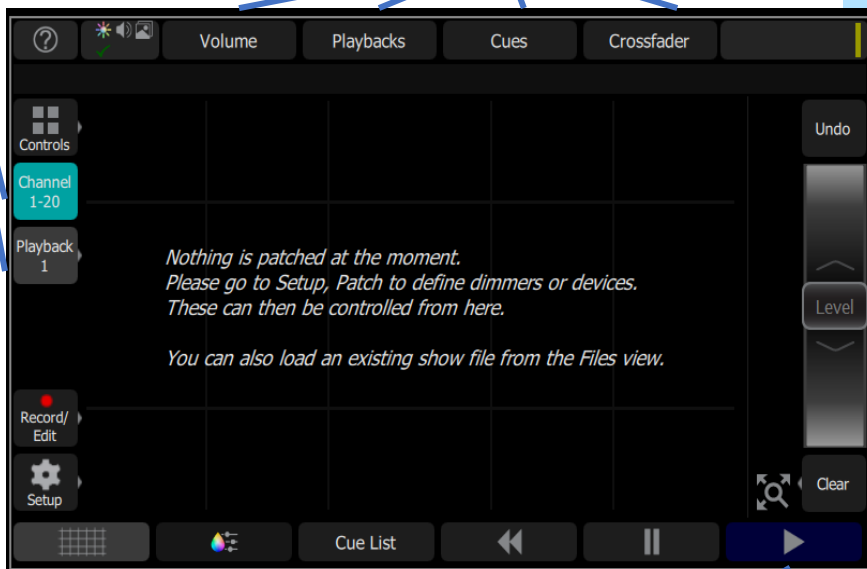 ?
Volume
Playbacks
Cues
Crossfader
Controls
Undo
Channel
1-20
Playback
1
Nothing is patched at the moment.
Please go to Setup, Patch to define dimmers or devices.
These can then be controlled from here.
You can also load an existing show file from the Files view.
Level
Record/
Edit
Setup
Clear
Cue List